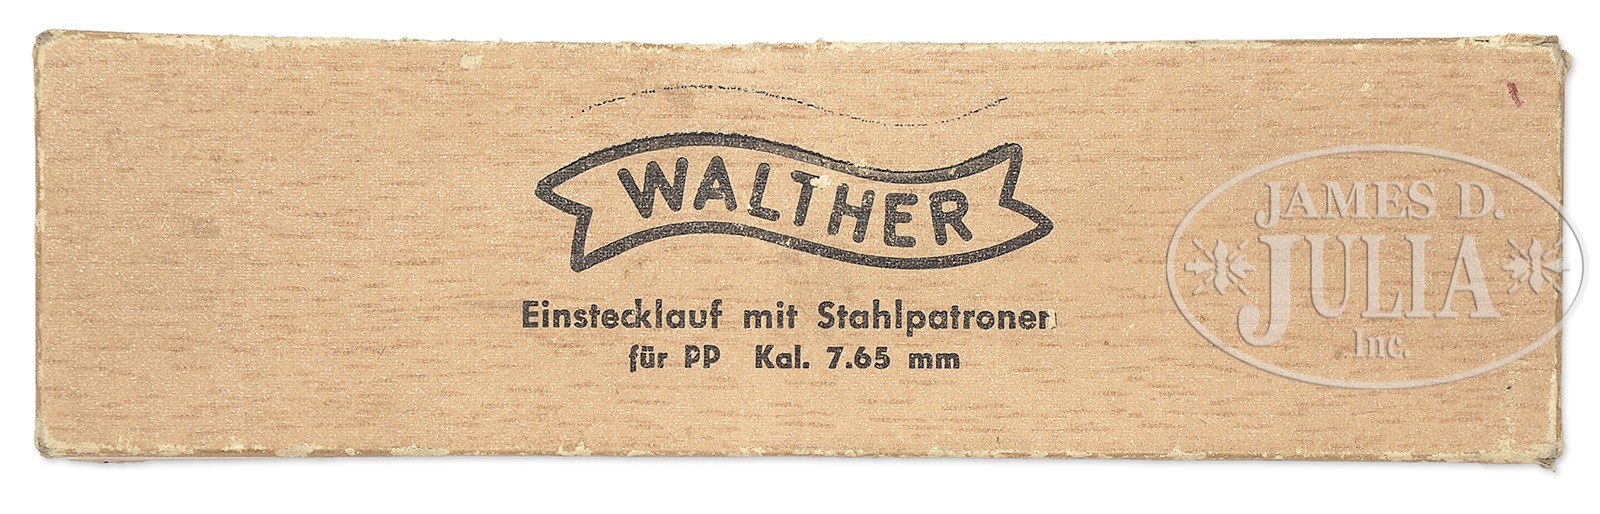 WALTHER
Einstecklauf mit Stahlpatronen
für PP Kal. 7.65 mm
JAMES D.
JULIA
Inc.